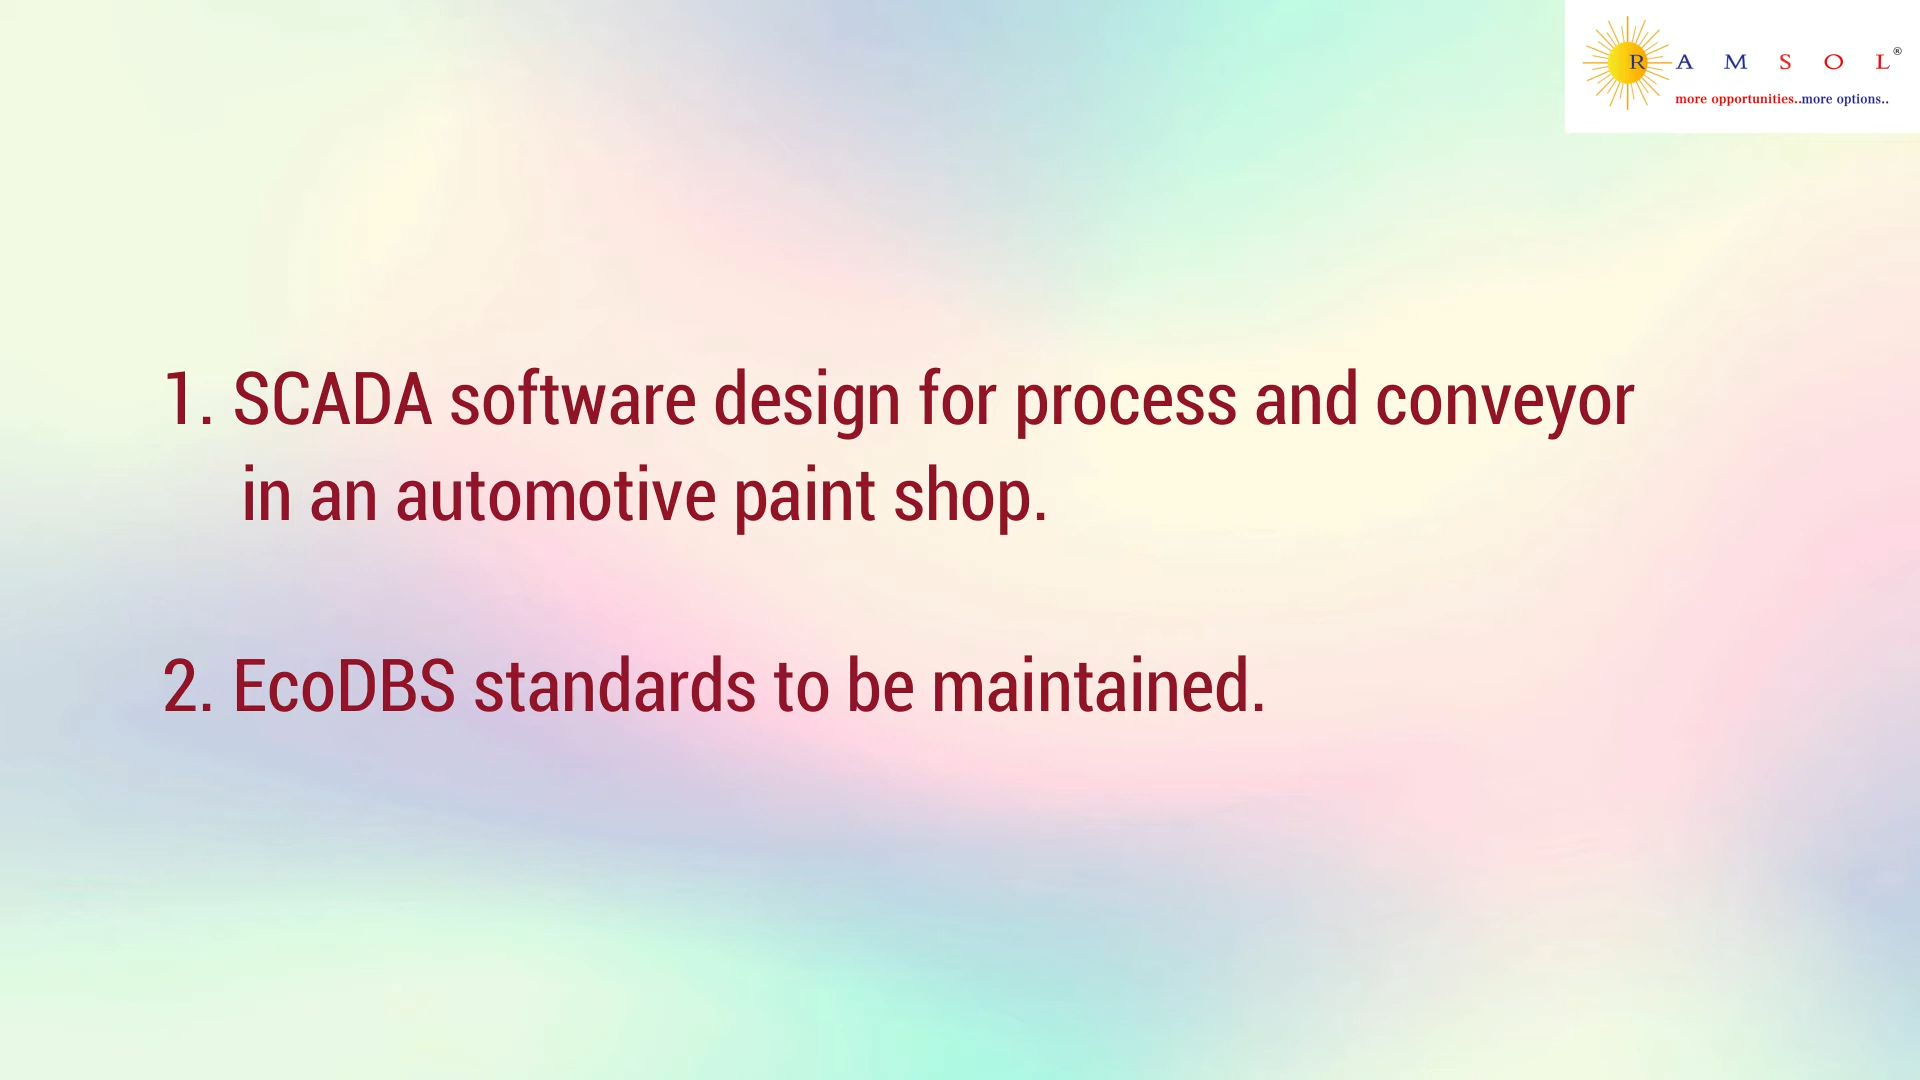 RAMSOL®
more opportunities..more options..
1. SCADA software design for process and conveyor
in an automotive paint shop.
2. EcoDBS standards to be maintained.